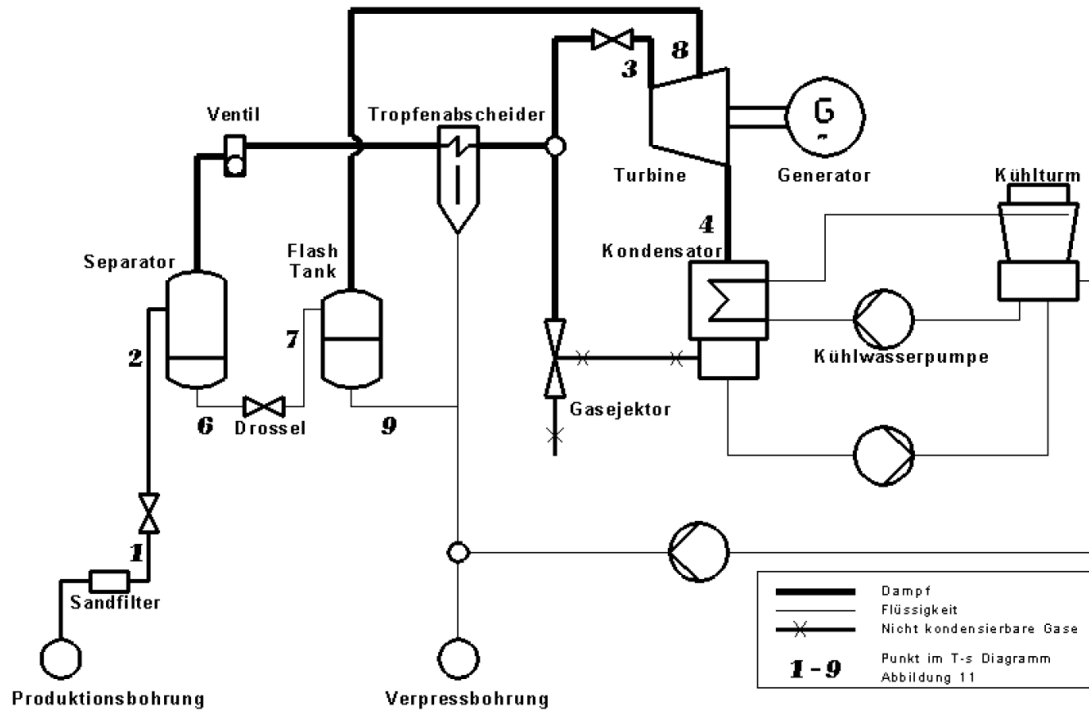 8
3
G
~
Ventil
Tropfenabscheider
Turbine
Generator
Kühlturm
4
Kondensator
Separator
Flash
Tank
2
7
Kühlwasserpumpe
6
Drossel
9
Gasejektor
1
Sandfilter
Produktionsbohrung
Verpressbohrung
Dampf
Flüssigkeit
Nicht kondensierbare Gase
1-9
Punkt im T-s Diagramm
Abbildung 11